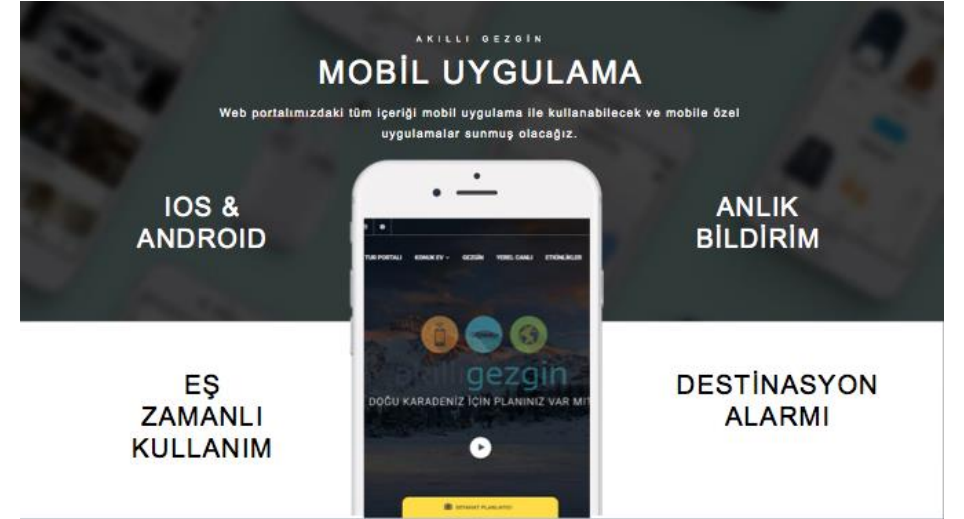 AKILLI GEZGİN
MOBİL UYGULAMA
Web portalımızdaki tüm içeriği mobil uygulama ile kullanabilecek ve mobile özel
uygulamalar sunmuş olacağız.
IOS &
ANDROID
ANLIK
BİLDİRİM
TUR PORTALI KONUK EV GEZGİN YEREL CANLI ETKİNLİKLER
akıllıgezgin
DOĞU KARADENİZ İÇİN PLANINIZ VAR MI
EŞ
ZAMANLI
KULLANIM
DESTİNASYON
ALARMI
SEYAHAT PLANLAYICI